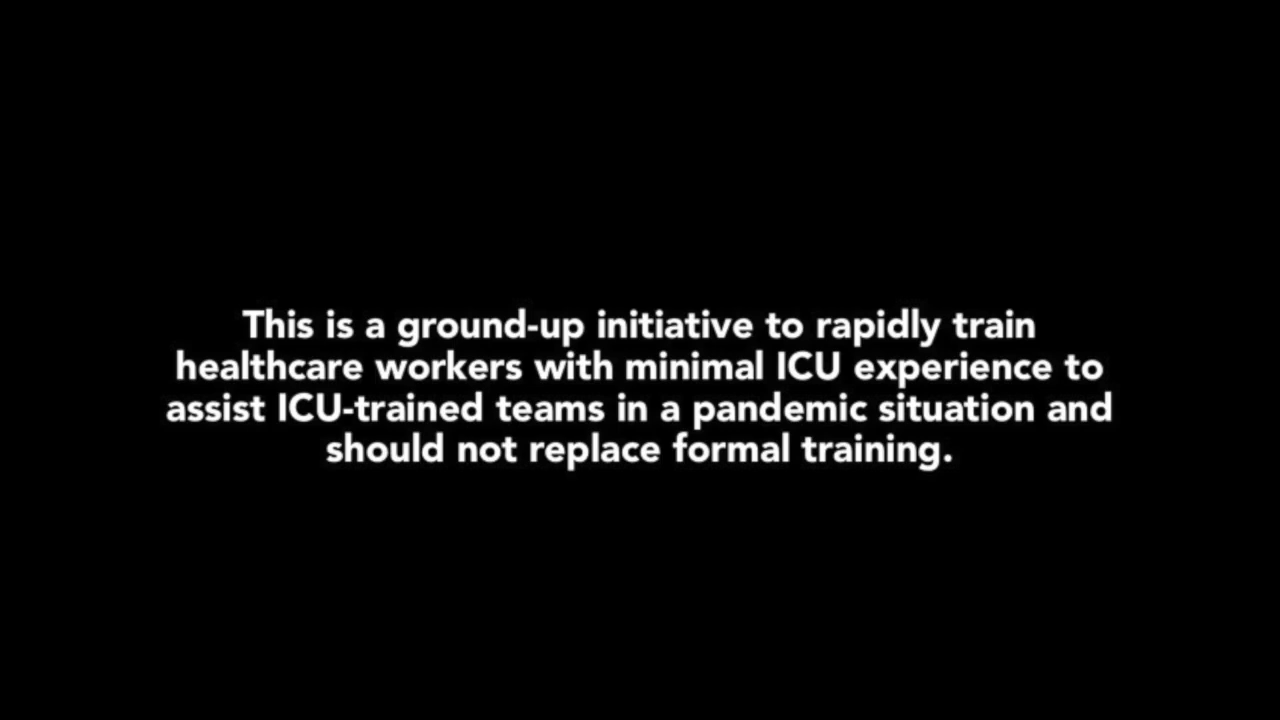 This is a ground-up initiative to rapidly train
healthcare workers with minimal ICU experience to
assist ICU-trained teams in a pandemic situation and
should not replace formal training.